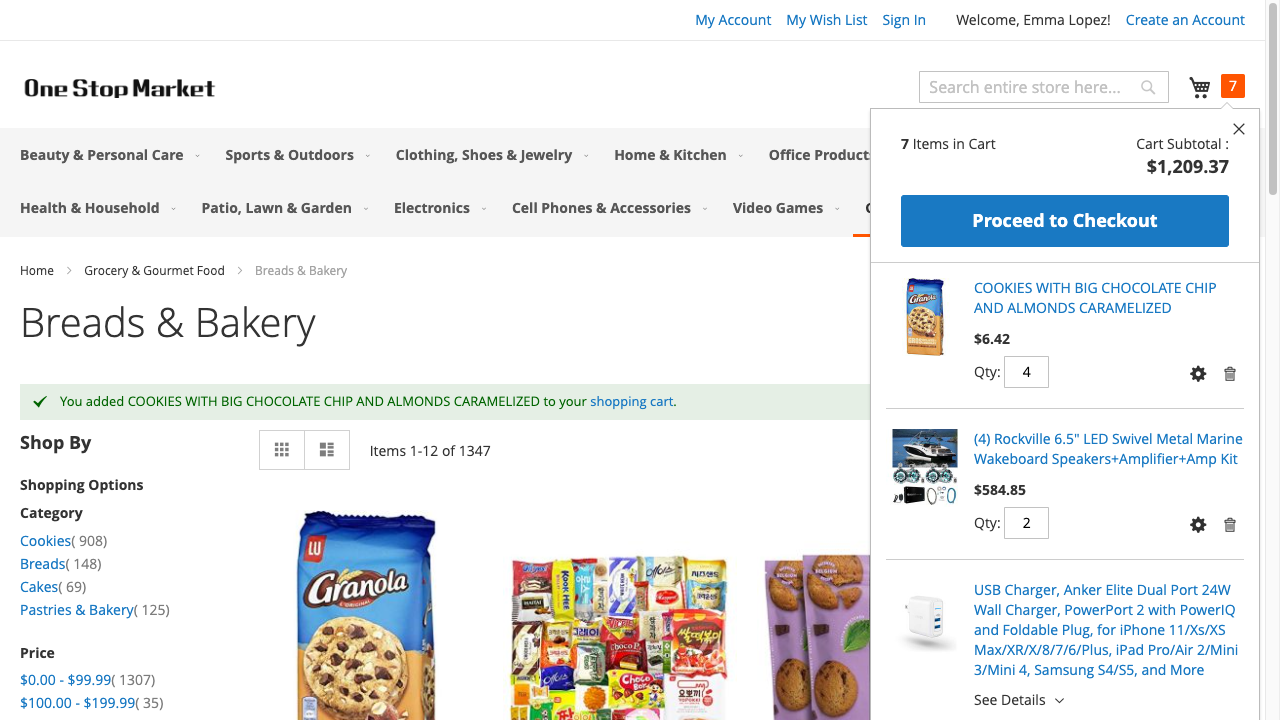 My Account My Wish List Sign In Welcome, Emma Lopez! Create an Account
One Stop Market
Search entire store here...
7
Beauty & Personal Care Sports & Outdoors Clothing, Shoes & Jewelry Home & Kitchen Office Product
Health & Household Patio, Lawn & Garden Electronics Cell Phones & Accessories Video Games
7 Items in Cart
Cart Subtotal :
$1,209.37
Proceed to Checkout
Home Grocery & Gourmet Food Breads & Bakery
Breads & Bakery
You added COOKIES WITH BIG CHOCOLATE CHIP AND ALMONDS CARAMELIZED to your shopping cart.
Shop By
Items 1-12 of 1347
Shopping Options
Category
Cookies( 908)
Breads( 148)
Cakes( 69)
Pastries & Bakery( 125)
Price
$0.00 - $99.99( 1307)
$100.00 - $199.99( 35)
LU
Granola
COOKIES WITH BIG CHOCOLATE CHIP
AND ALMONDS CARAMELIZED
$6.42
Qty: 4
(4) Rockville 6.5" LED Swivel Metal Marine
Wakeboard Speakers+Amplifier+Amp Kit
$584.85
Qty: 2
USB Charger, Anker Elite Dual Port 24W
Wall Charger, PowerPort 2 with PowerIQ
and Foldable Plug, for iPhone 11/Xs/XS
Max/XR/X/8/7/6/Plus, iPad Pro/Air 2/Mini
3/Mini 4, Samsung S4/S5, and More
See Details